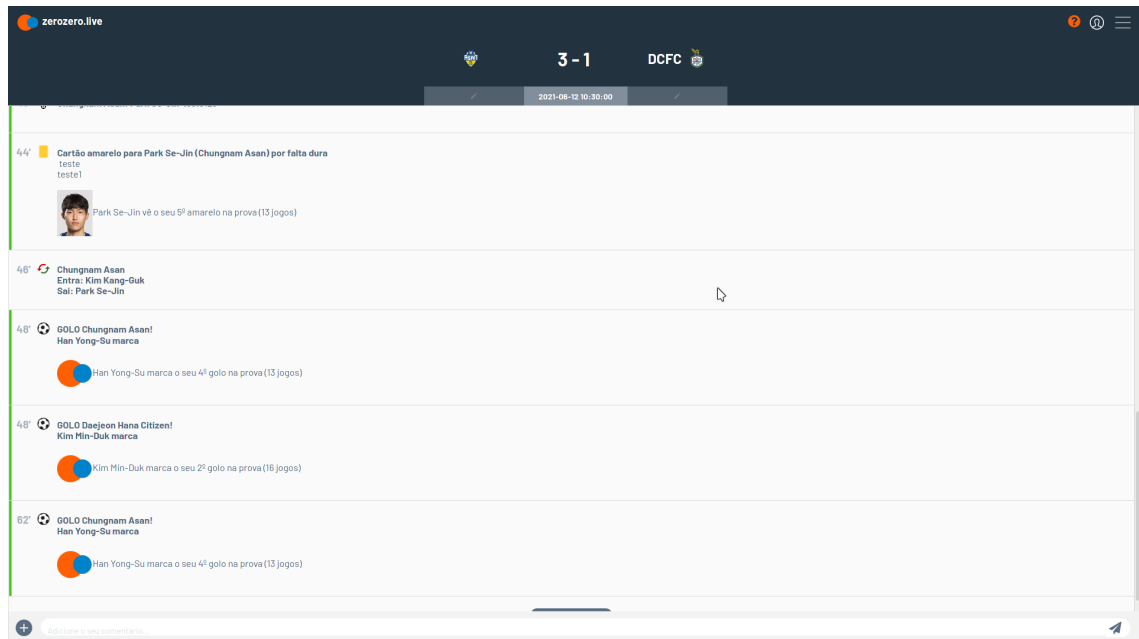 zerozero.live
?
3 - 1
DCFC
2021-06-12 10:30:00
44'
Cartão amarelo para Park Se-Jin (Chungnam Asan) por falta dura
teste
teste1
Park Se-Jin vê o seu 5º amarelo na prova (13 jogos)
46'
Chungnam Asan
Entra: Kim Kang-Guk
Sai: Park Se-Jin
48'
GOLO Chungnam Asan!
Han Yong-Su marca
Han Yong-Su marca o seu 4º golo na prova (13 jogos)
48'
GOLO Daejeon Hana Citizen!
Kim Min-Duk marca
Kim Min-Duk marca o seu 2º golo na prova (16 jogos)
62'
GOLO Chungnam Asan!
Han Yong-Su marca
Han Yong-Su marca o seu 4º golo na prova (13 jogos)
Adicione o seu comentário...